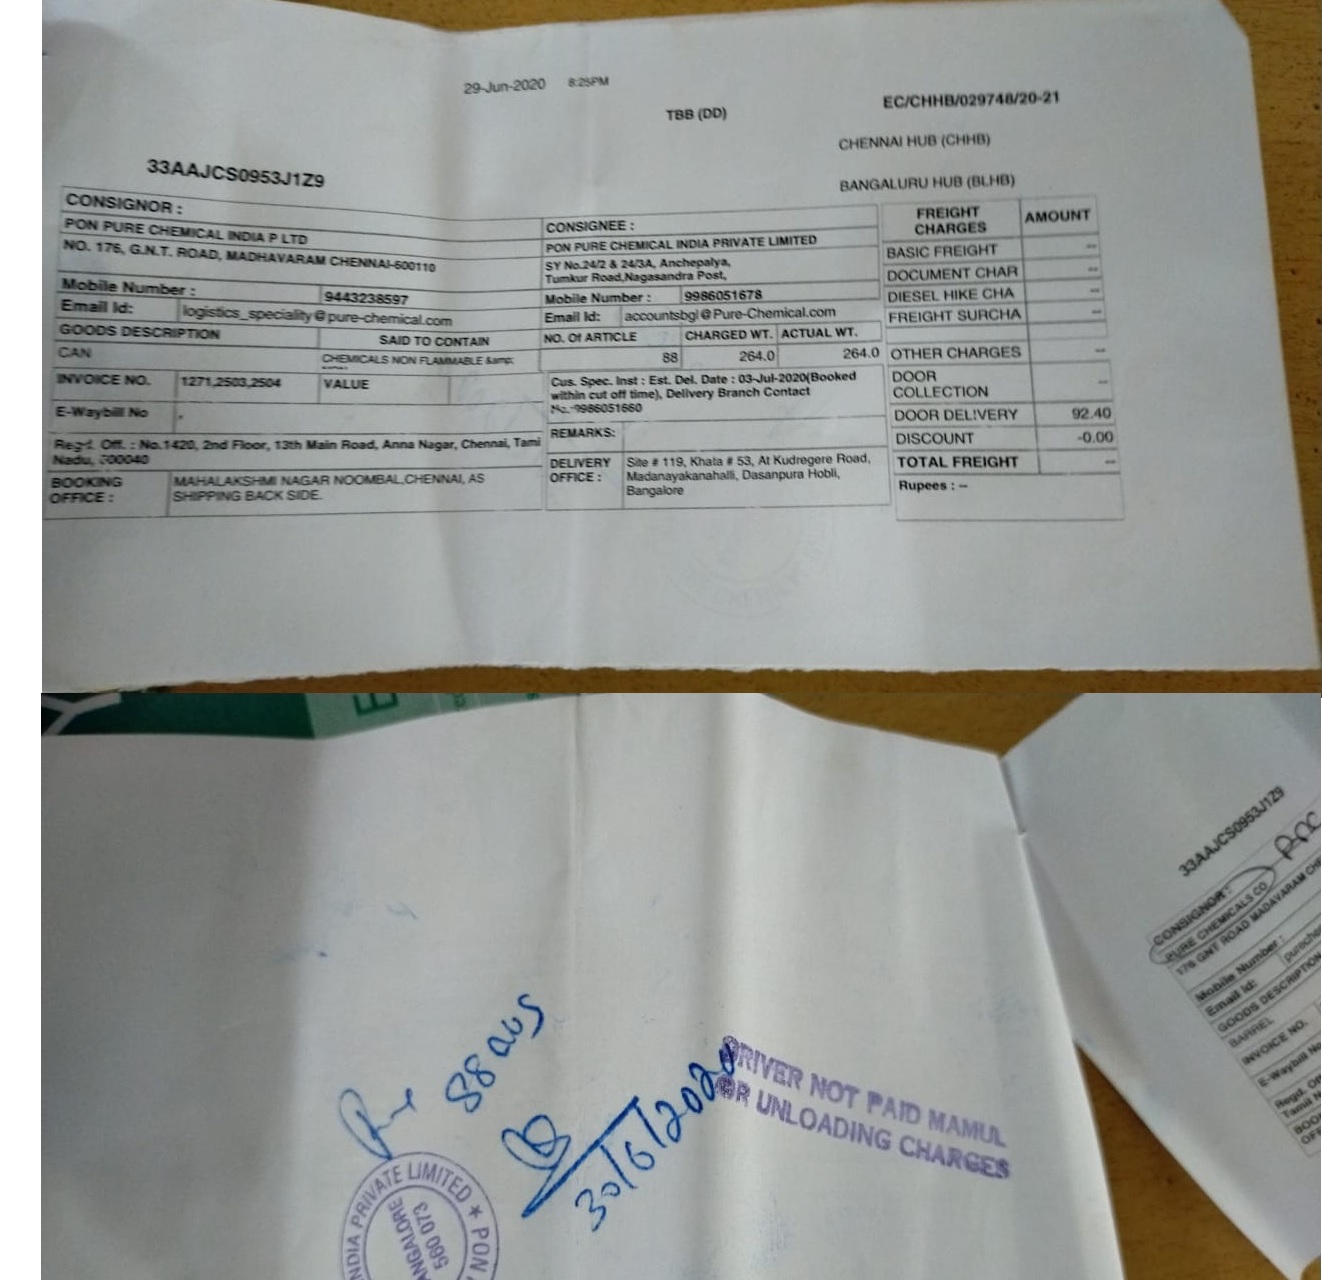 29-Jun-2020 8:25PM
TBB (DD)
EC/CHHB/029748/20-21
CHENNAI HUB (CHHB)
33AAJCS0953J1Z9
BANGALURU HUB (BLHB)
CONSIGNOR :
PON PURE CHEMICAL INDIA P LTD
NO. 176, G.N.T. ROAD, MADHAVARAM CHENNAI-600110
Mobile Number : 9443238597
Email Id: logistics_speciality@pure-chemical.com
CONSIGNEE :
PON PURE CHEMICAL INDIA PRIVATE LIMITED
SY No.24/2 & 24/3A, Anchepalya,
Tumkur Road,Nagasandra Post,
Mobile Number : 9986051678
Email Id: accountsbgl@Pure-Chemical.com
GOODS DESCRIPTION SAID TO CONTAIN NO. Of ARTICLE CHARGED WT. ACTUAL WT.
CAN CHEMICALS NON FLAMMABLE &amp; 88 264.0 264.0
INVOICE NO. 1271,2503,2504 VALUE
E-Waybill No .
Cus. Spec. Inst : Est. Del. Date : 03-Jul-2020(Booked
within cut off time), Delivery Branch Contact
No.:9986051660
REMARKS:
Regd. Off. : No.1420, 2nd Floor, 13th Main Road, Anna Nagar, Chennai, Tami
Nadu, 600040
BOOKING OFFICE : MAHALAKSHMI NAGAR NOOMBAL,CHENNAI, AS
SHIPPING BACK SIDE.
DELIVERY OFFICE : Site # 119, Khata # 53, At Kudregere Road,
Madanayakanahalli, Dasanpura Hobli,
Bangalore
FREIGHT CHARGES AMOUNT
BASIC FREIGHT --
DOCUMENT CHAR --
DIESEL HIKE CHA --
FREIGHT SURCHA --
OTHER CHARGES --
DOOR COLLECTION --
DOOR DELIVERY 92.40
DISCOUNT -0.00
TOTAL FREIGHT --
Rupees : --
33AAJCS0953J1Z9
CONSIGNOR :
PURE CHEMICALS CO
176 GNT ROAD MADAVARAM CHE
Mobile Number :
Email Id: purechem
GOODS DESCRIPTION
BARREL
INVOICE NO.
E-Waybill No
Regd. Of
Tamil N
BOO
OF
88
30/6/2020
DRIVER NOT PAID MAMUL
OR UNLOADING CHARGES
INDIA PRIVATE LIMITED * PON
BANGALORE
560 073